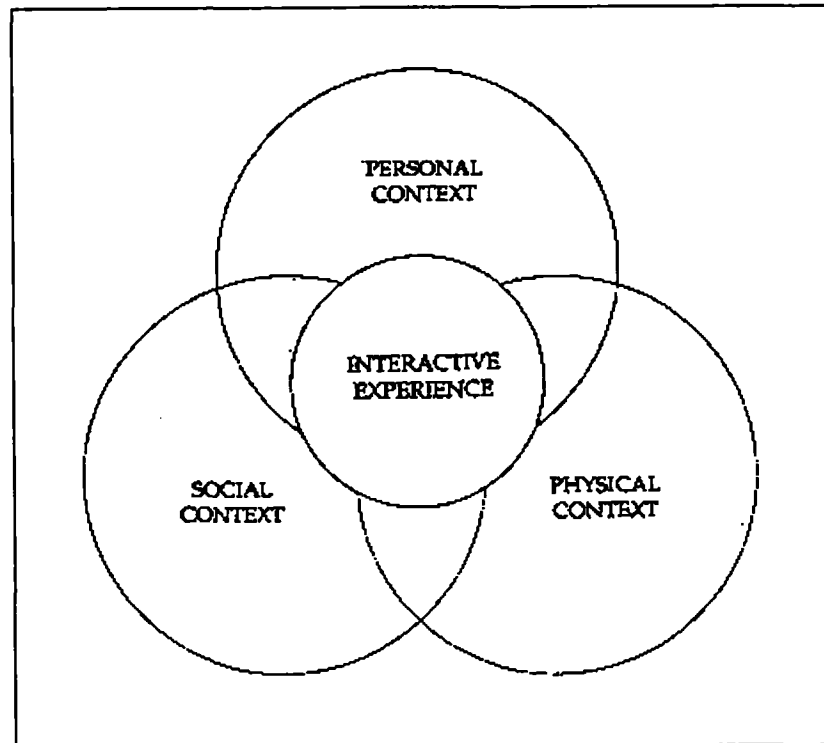 PERSONAL
CONTEXT
INTERACTIVE
EXPERIENCE
SOCIAL
CONTEXT
PHYSICAL
CONTEXT